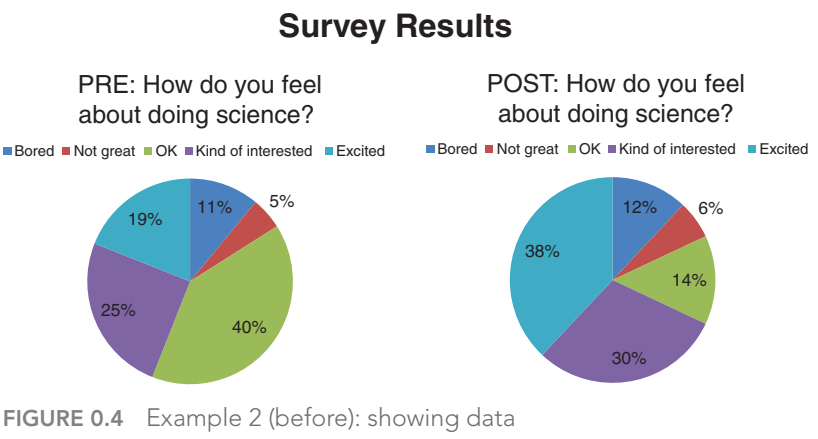 Survey Results
PRE: How do you feel
about doing science?
Bored Not great OK Kind of interested Excited
11%
5%
40%
25%
19%
POST: How do you feel
about doing science?
Bored Not great OK Kind of interested Excited
12%
6%
14%
30%
38%
FIGURE 0.4 Example 2 (before): showing data